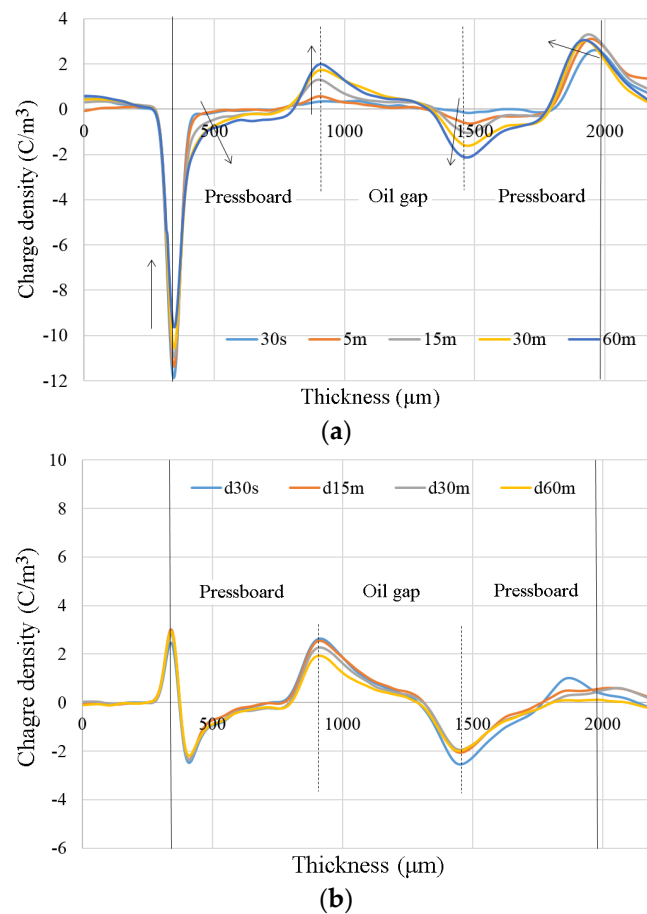 4
2
0
-2
-4
-6
-8
-10
-12
Charge density (C/m³)
0 500 1000 1500 2000
Pressboard Oil gap Pressboard
30s 5m 15m 30m 60m
Thickness (μm)
(a)
10
8
6
4
2
0
-2
-4
-6
Chagre density (C/m³)
d30s d15m d30m d60m
Pressboard Oil gap Pressboard
0 500 1000 1500 2000
Thickness (μm)
(b)